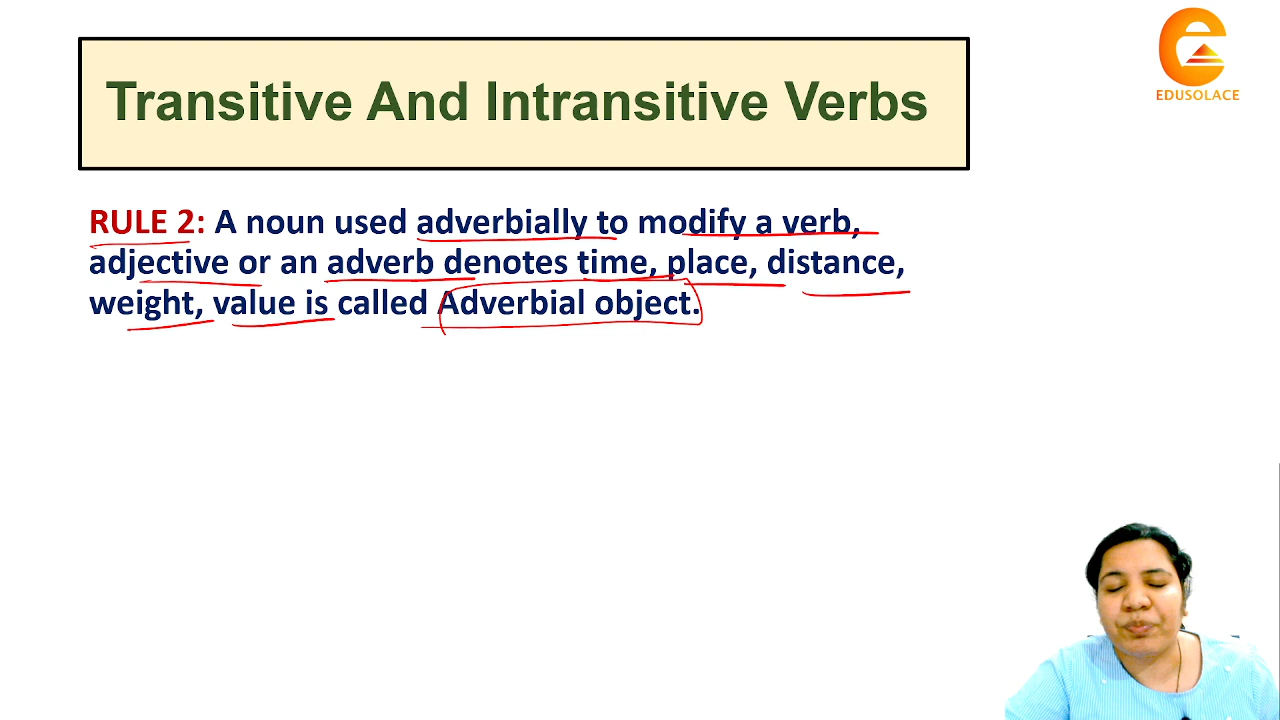 Transitive And Intransitive Verbs
EDUSOLACE
RULE 2: A noun used adverbially to modify a verb,
adjective or an adverb denotes time, place, distance,
weight, value is called Adverbial object.